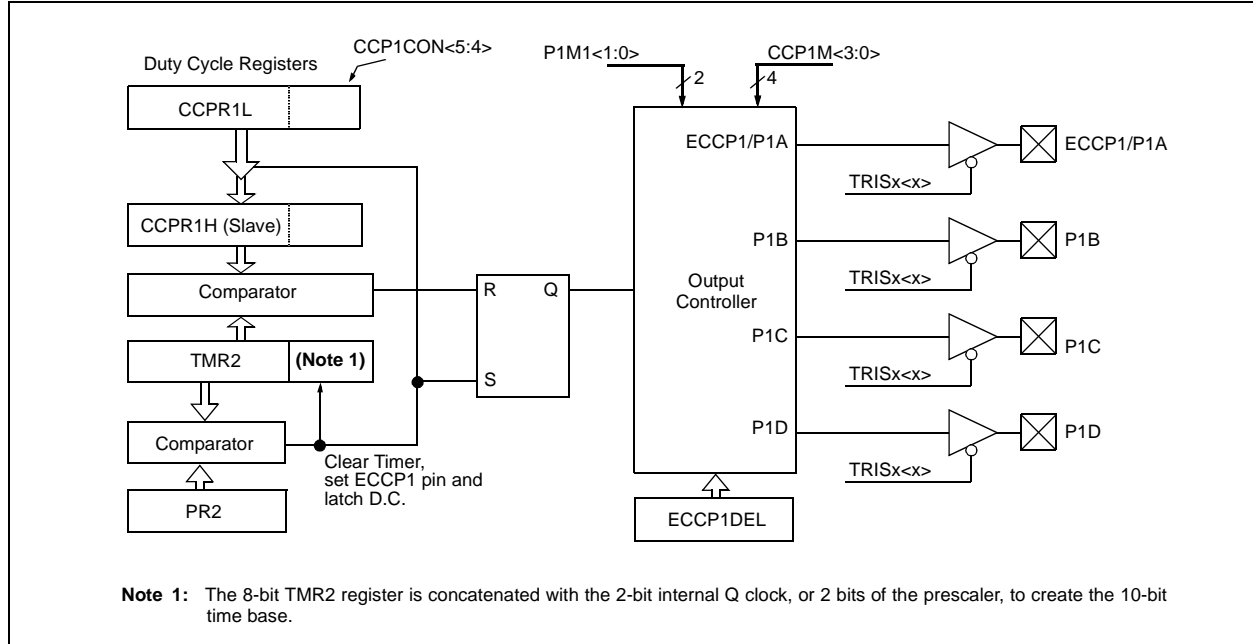 CCP1CON<5:4>
Duty Cycle Registers
CCPR1L
CCPR1H (Slave)
Comparator
TMR2
(Note 1)
Comparator
PR2
Clear Timer,
set ECCP1 pin and
latch D.C.
R
Q
S
P1M1<1:0>
2
CCP1M<3:0>
4
Output
Controller
ECCP1/P1A
P1B
P1C
P1D
ECCP1DEL
TRISx<x>
ECCP1/P1A
TRISx<x>
P1B
TRISx<x>
P1C
TRISx<x>
P1D
Note 1: The 8-bit TMR2 register is concatenated with the 2-bit internal Q clock, or 2 bits of the prescaler, to create the 10-bit
time base.